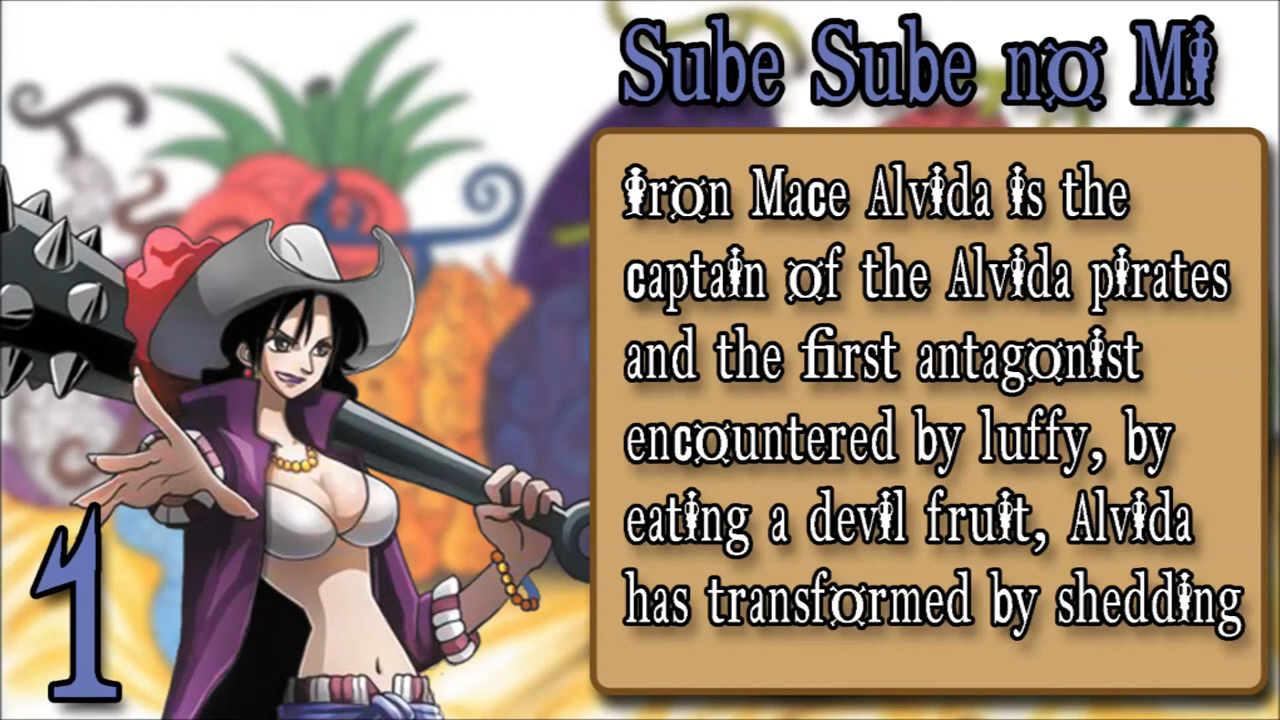 Sube Sube no Mi
Iron Mace Alvida is the
captain of the Alvida pirates
and the first antagonist
encountered by luffy, by
eating a devil fruit, Alvida
has transformed by shedding
1